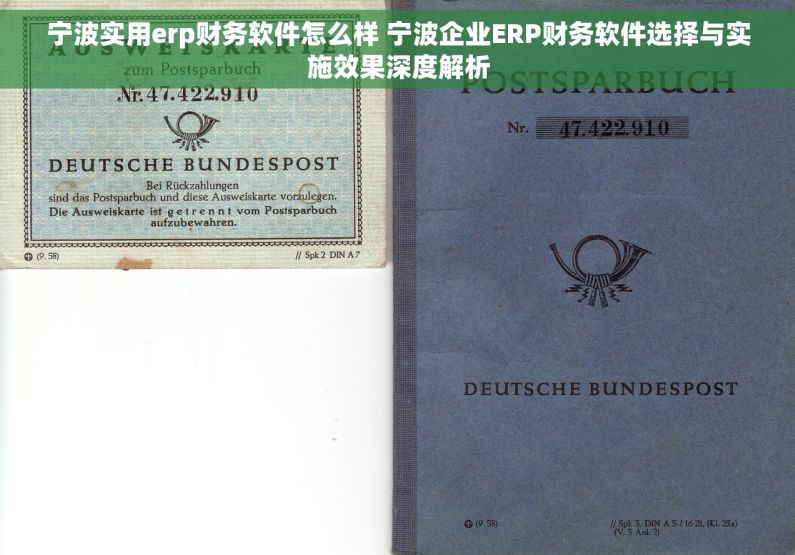 宁波实用erp财务软件怎么样 宁波企业ERP财务软件选择与实
施效果深度解析
AUSWEISKARTE
zum Postsparbuch
Nr. 47.422.910
DEUTSCHE BUNDESPOST
Bei Rückzahlungen
sind das Postsparbuch und diese Ausweiskarte vorzulegen.
Die Ausweiskarte ist getrennt vom Postsparbuch
aufzubewahren.
(9. 58)
// Spk 2 DIN A 7
POSTSPARBUCH
Nr. 47.422.910
DEUTSCHE BUNDESPOST
(9. 58)
// Spk 3, DIN A 5 / 16 Bl. (Kl. 23a)
(V. 5 Anl. 2)